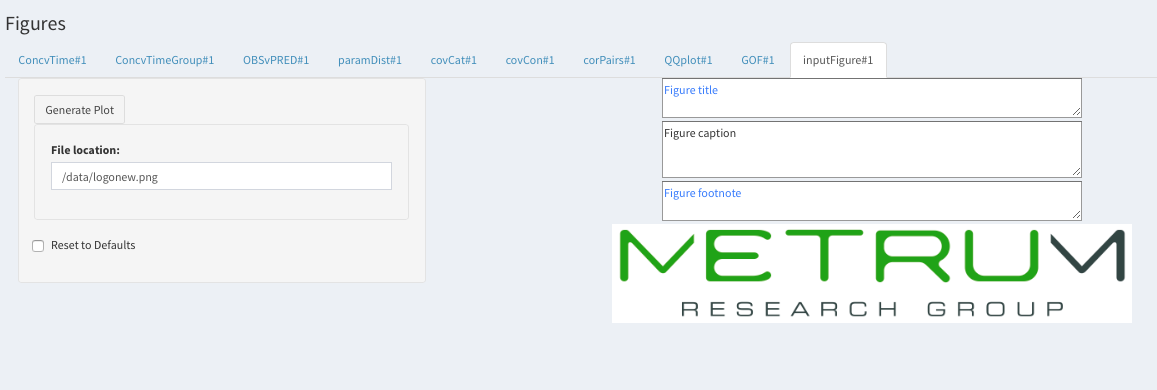 Figures
ConcvTime#1 ConcvTimeGroup#1 OBSvPRED#1 paramDist#1 covCat#1 covCon#1 corPairs#1 QQplot#1 GOF#1 inputFigure#1
Generate Plot
File location:
/data/logonew.png
Reset to Defaults
Figure title
Figure caption
Figure footnote
METRUM
RESEARCH GROUP